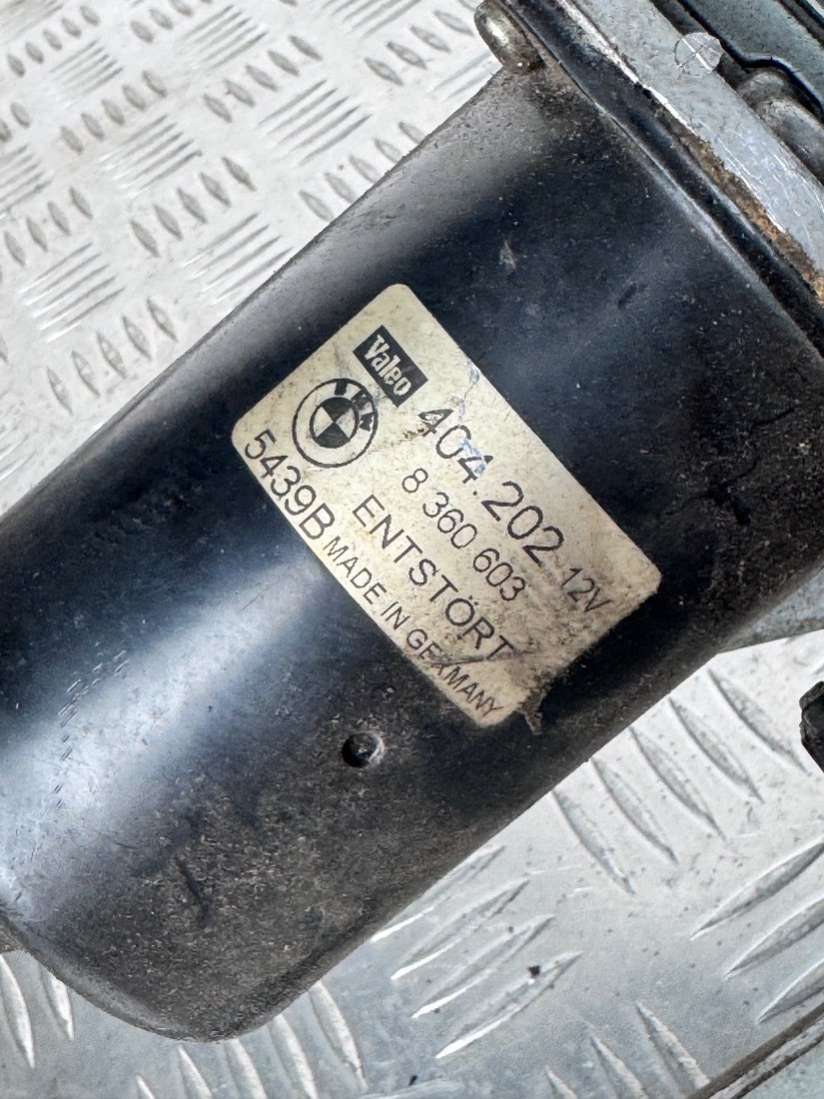 Valeo
404.202 12V
8 360 603
ENTSTÖRT
5439B MADE IN GERMANY